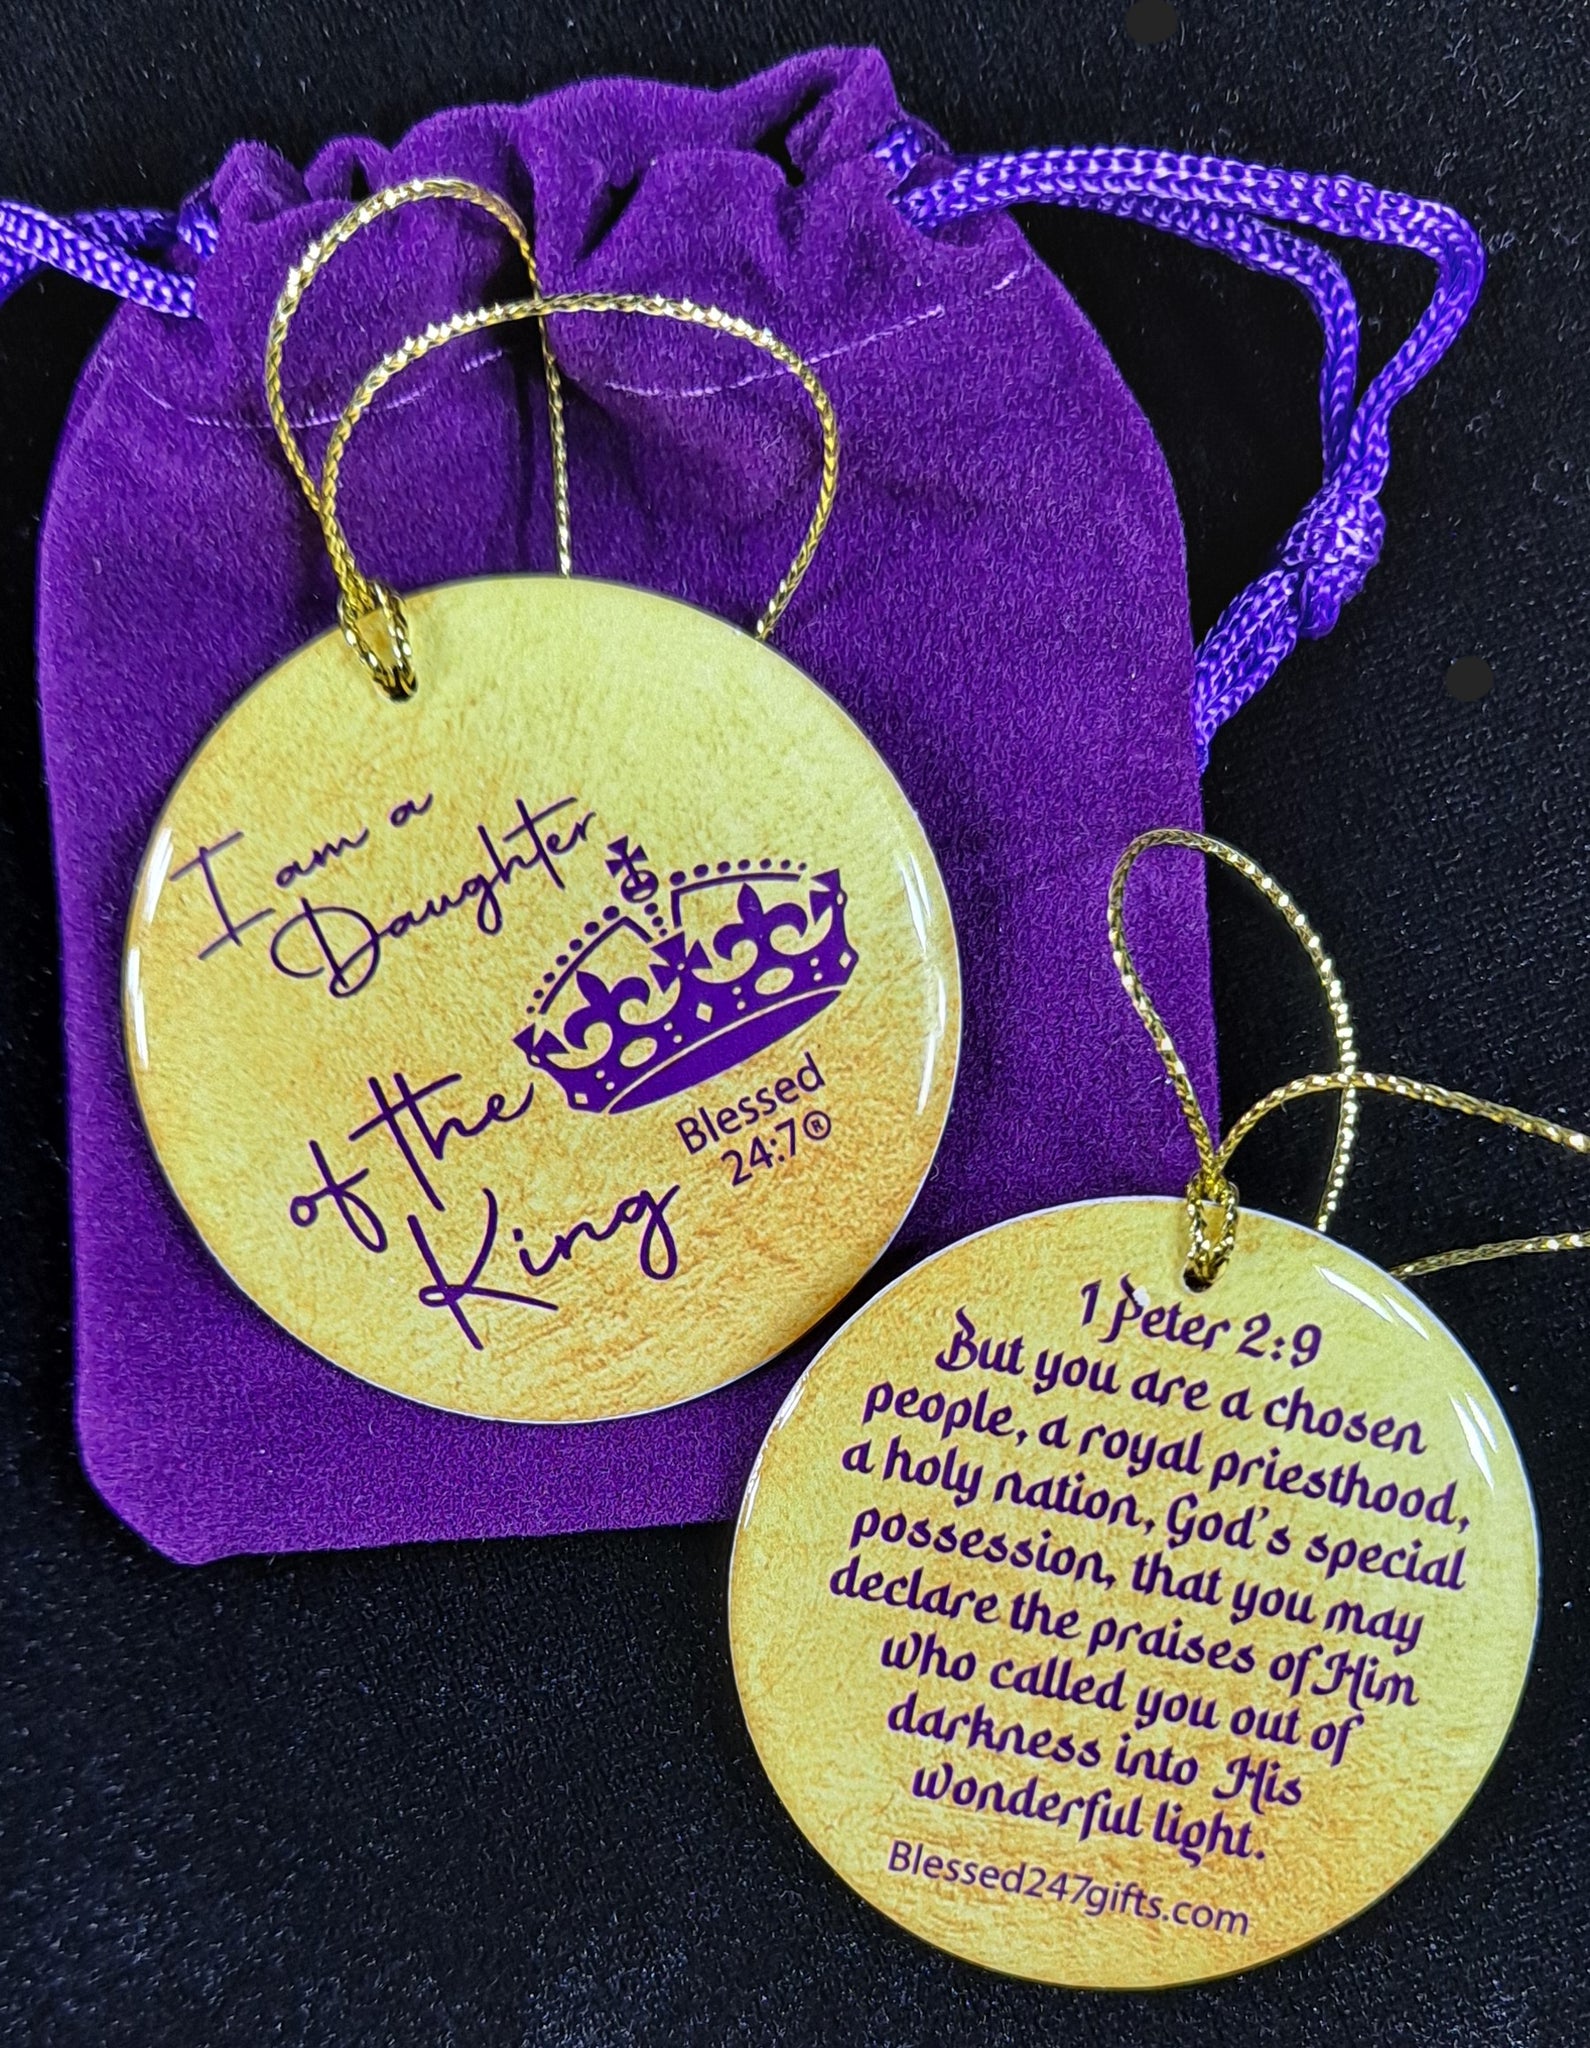 I am a
Daughter
of the
King
Blessed
24:7®
1 Peter 2:9
But you are a chosen
people, a royal priesthood,
a holy nation, God's special
possession, that you may
declare the praises of Him
who called you out of
darkness into His
wonderful light.
Blessed247gifts.com